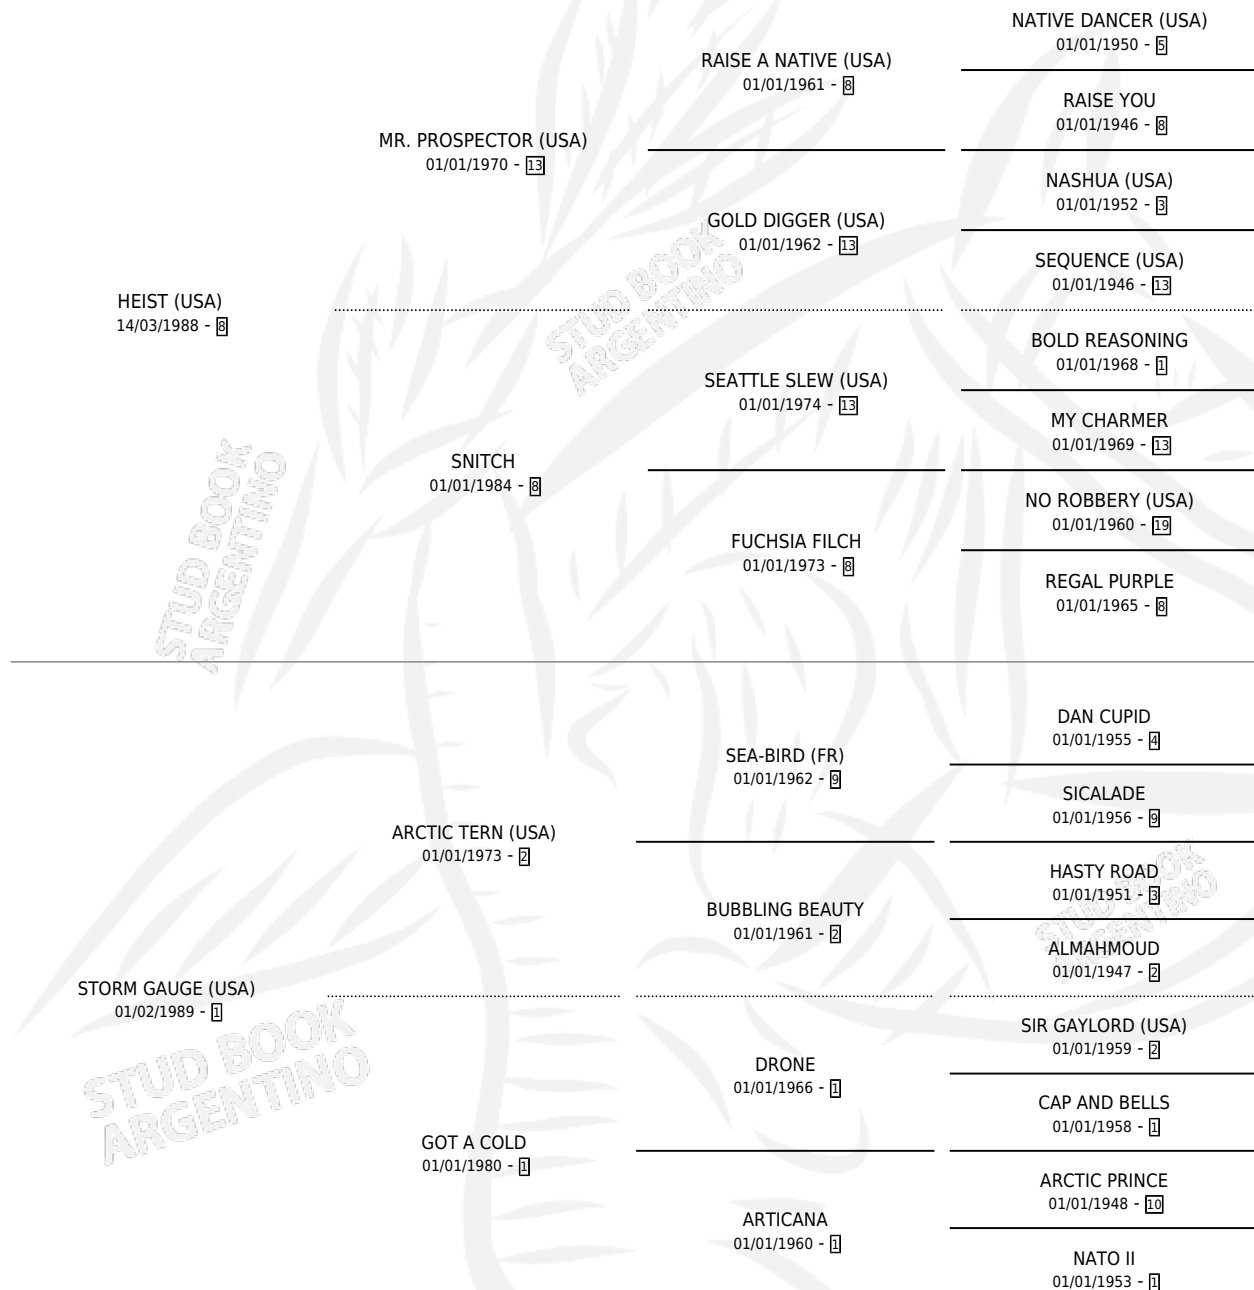 NATIVE DANCER (USA)
01/01/1950 - 5
RAISE A NATIVE (USA)
01/01/1961 - 8
RAISE YOU
01/01/1946 - 8
MR. PROSPECTOR (USA)
01/01/1970 - 13
NASHUA (USA)
01/01/1952 - 3
GOLD DIGGER (USA)
01/01/1962 - 13
SEQUENCE (USA)
01/01/1946 - 13
HEIST (USA)
14/03/1988 - 8
STUD BOOK
ARGENTINO
BOLD REASONING
01/01/1968 - 1
SEATTLE SLEW (USA)
01/01/1974 - 13
MY CHARMER
01/01/1969 - 13
SNITCH
01/01/1984 - 8
NO ROBBERY (USA)
01/01/1960 - 19
FUCHSIA FILCH
01/01/1973 - 8
REGAL PURPLE
01/01/1965 - 8
STUD BOOK
ARGENTINO
DAN CUPID
01/01/1955 - 4
SEA-BIRD (FR)
01/01/1962 - 9
SICALADE
01/01/1956 - 9
ARCTIC TERN (USA)
01/01/1973 - 2
HASTY ROAD
01/01/1951 - 3
BUBBLING BEAUTY
01/01/1961 - 2
STUD BOOK
ARGENTINO
ALMAHMOUD
01/01/1947 - 2
STORM GAUGE (USA)
01/02/1989 - 1
SIR GAYLORD (USA)
01/01/1959 - 2
DRONE
01/01/1966 - 1
STUD BOOK
ARGENTINO
CAP AND BELLS
01/01/1958 - 1
GOT A COLD
01/01/1980 - 1
ARCTIC PRINCE
01/01/1948 - 10
ARTICANA
01/01/1960 - 1
NATO II
01/01/1953 - 1